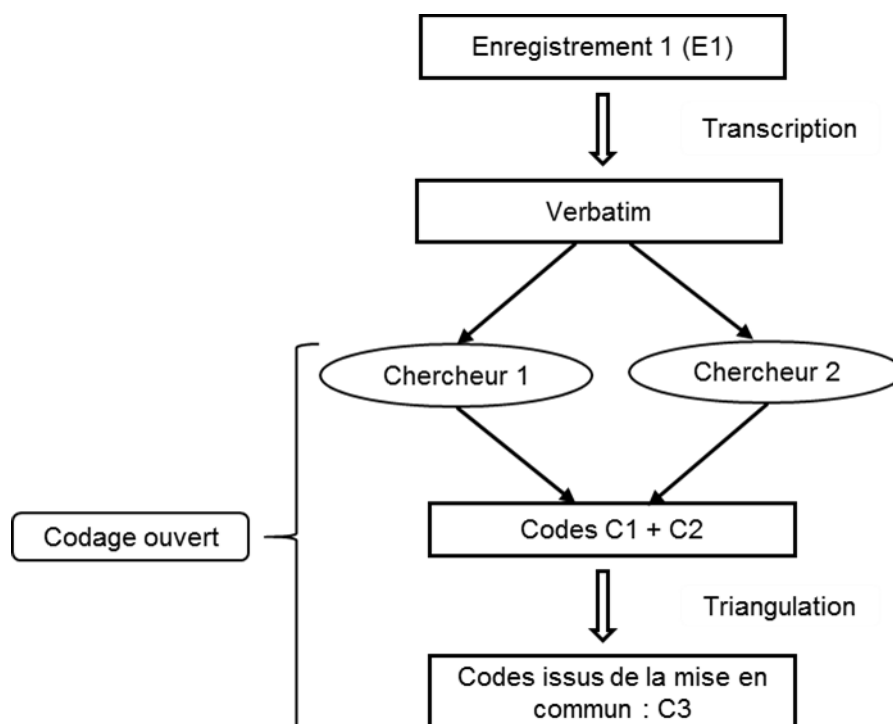 Enregistrement 1 (E1)
Transcription
Verbatim
Chercheur 1
Chercheur 2
Codage ouvert
Codes C1 + C2
Triangulation
Codes issus de la mise en
commun : C3